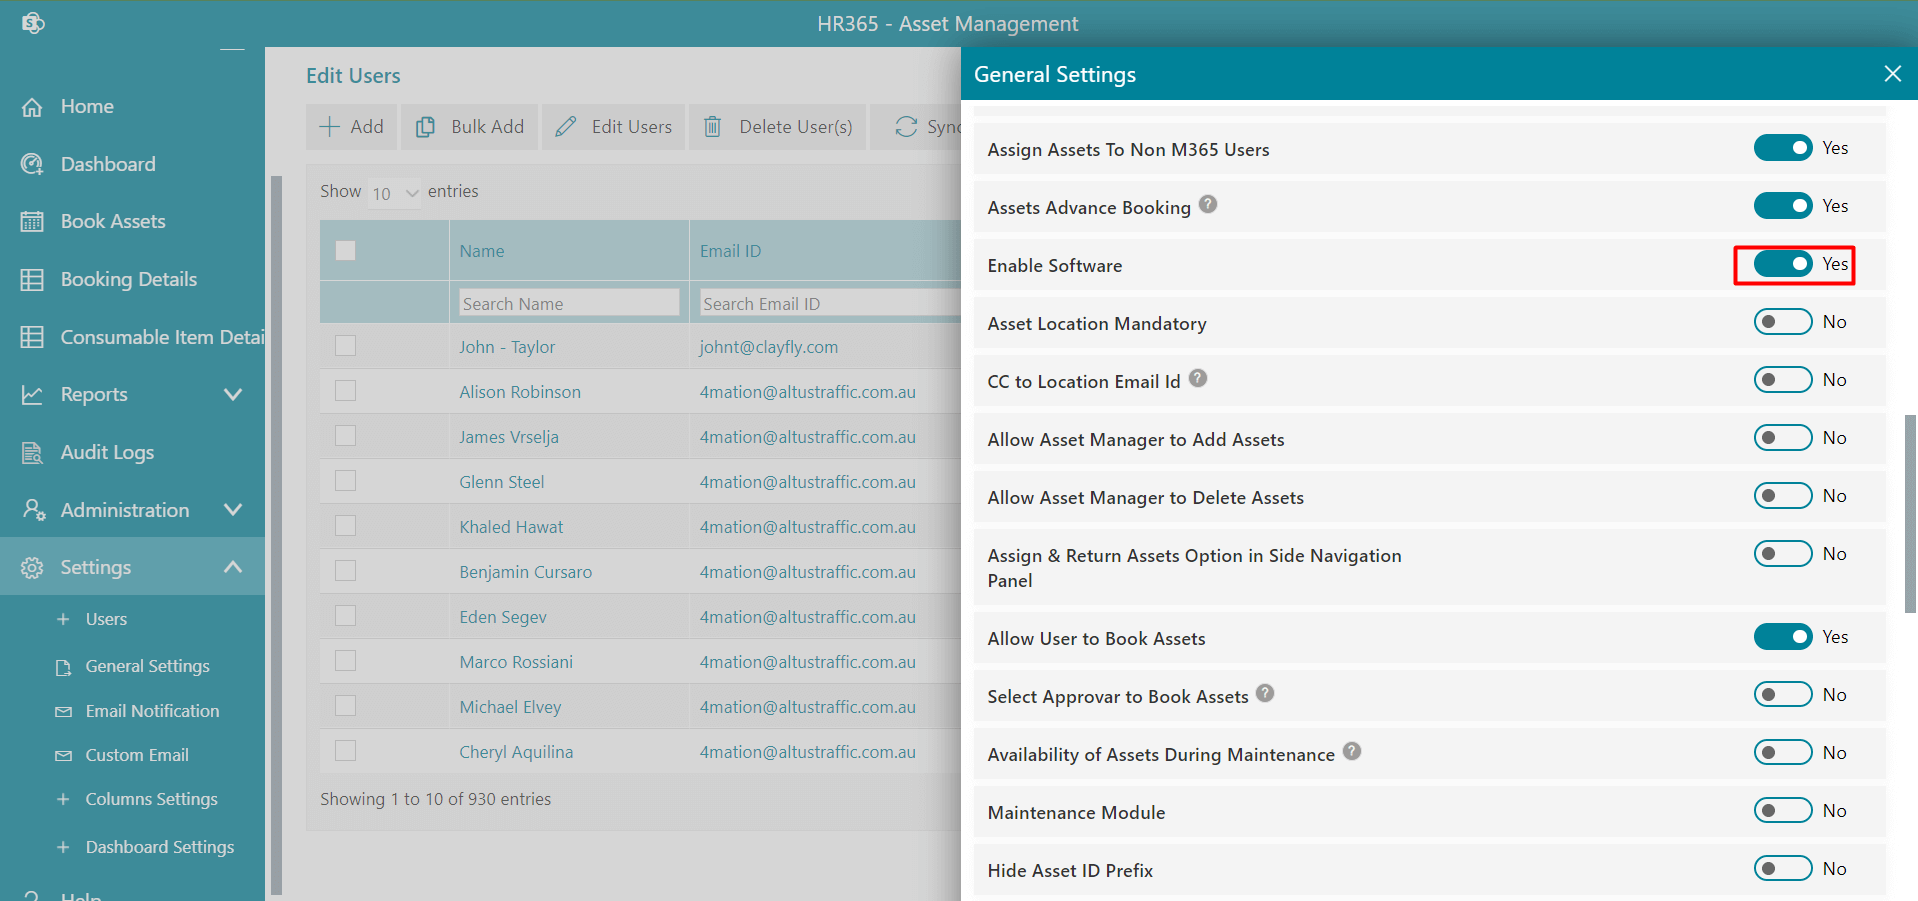 HR365 - Asset Management
Home
Dashboard
Book Assets
Booking Details
Consumable Item Detai
Reports
Audit Logs
Administration
Settings
Users
General Settings
Email Notification
Custom Email
Columns Settings
Dashboard Settings
Help
Edit Users
Add Bulk Add Edit Users Delete User(s) Sync
Show 10 entries
Name Email ID
Search Name Search Email ID
John - Taylor johnt@clayfly.com
Alison Robinson 4mation@altustraffic.com.au
James Vrselja 4mation@altustraffic.com.au
Glenn Steel 4mation@altustraffic.com.au
Khaled Hawat 4mation@altustraffic.com.au
Benjamin Cursaro 4mation@altustraffic.com.au
Eden Segev 4mation@altustraffic.com.au
Marco Rossiani 4mation@altustraffic.com.au
Michael Elvey 4mation@altustraffic.com.au
Cheryl Aquilina 4mation@altustraffic.com.au
Showing 1 to 10 of 930 entries
General Settings
Assign Assets To Non M365 Users Yes
Assets Advance Booking ? Yes
Enable Software Yes
Asset Location Mandatory No
CC to Location Email Id ? No
Allow Asset Manager to Add Assets No
Allow Asset Manager to Delete Assets No
Assign & Return Assets Option in Side Navigation No
Panel
Allow User to Book Assets Yes
Select Approvar to Book Assets ? No
Availability of Assets During Maintenance ? No
Maintenance Module No
Hide Asset ID Prefix No